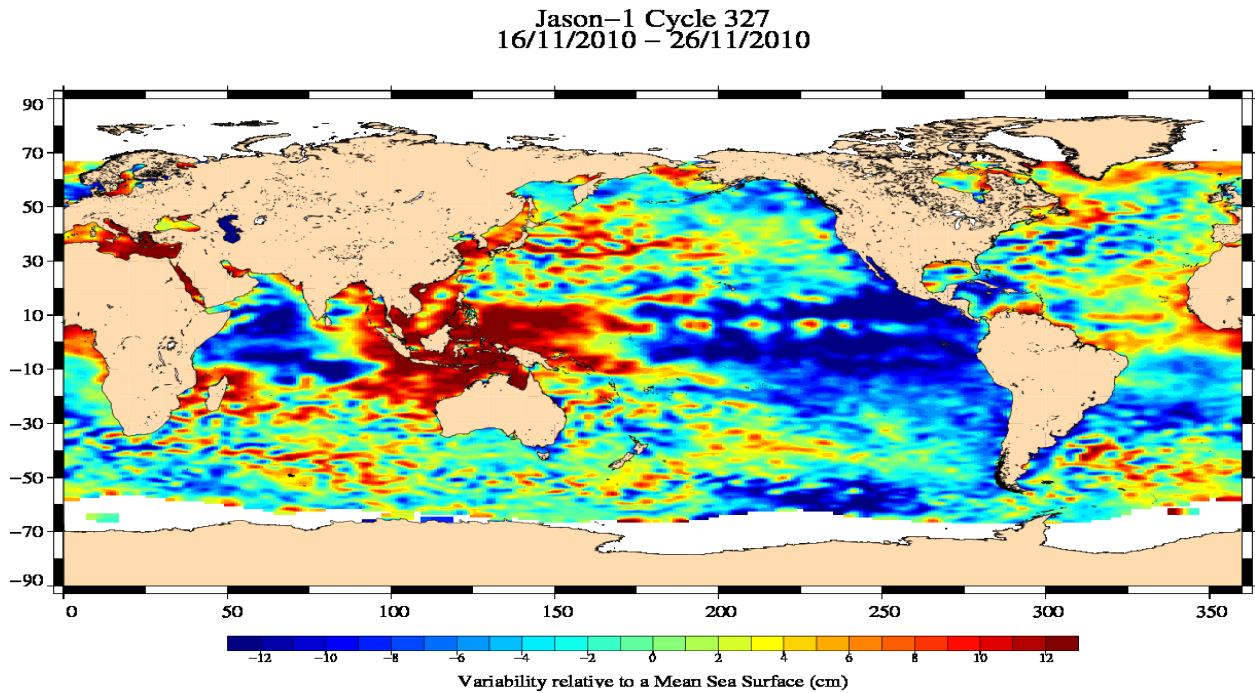 Jason−1 Cycle 327
16/11/2010 − 26/11/2010
90
70
50
30
10
−10
−30
−50
−70
−90
0 50 100 150 200 250 300 350
−12 −10 −8 −6 −4 −2 0 2 4 6 8 10 12
Variability relative to a Mean Sea Surface (cm)